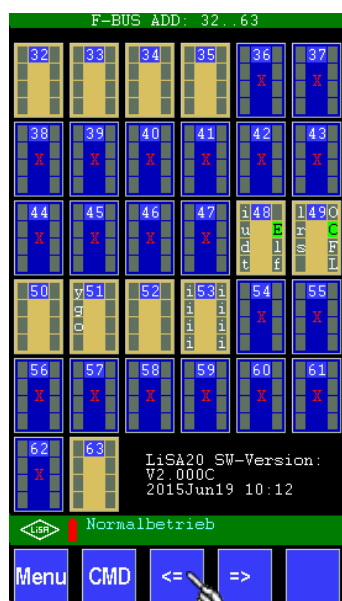 F-BUS ADD: 32..63
32 33 34 35 36 37
X X
38 39 40 41 42 43
X X X X X X
44 45 46 47 i 48 l 49 O
X X X X u E r C
d l s F
t f L
50 y 51 52 i 53 i 54 55
g i i X X
o i i
i i
56 57 58 59 60 61
X X X X X X
62 63
X
LiSA20 SW-Version:
V2.000C
2015Jun19 10:12
LiSA Normalbetrieb
Menu CMD <= =>